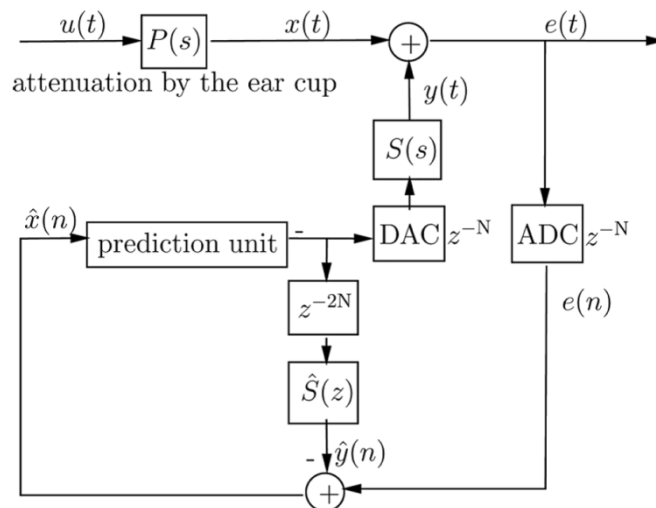 u(t) P(s) x(t) + e(t)
attenuation by the ear cup
y(t)
S(s)
x̂(n) prediction unit - DAC z⁻ᴺ ADC z⁻ᴺ
z⁻²ᴺ e(n)
Ŝ(z)
- ŷ(n)
+